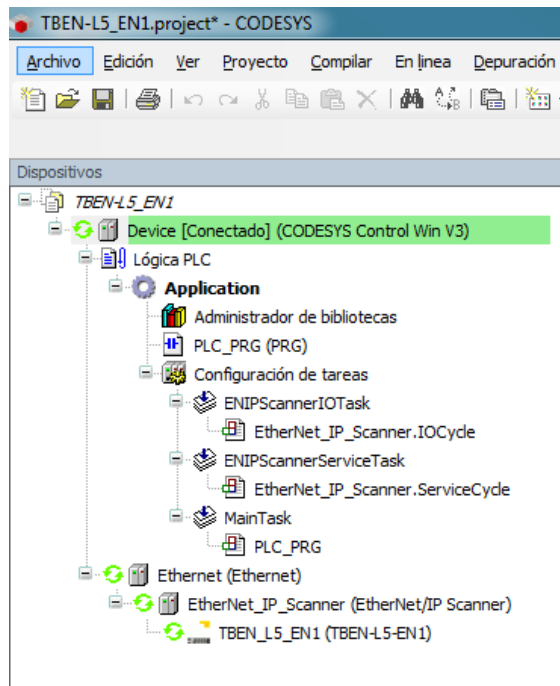 TBEN-L5_EN1.project* - CODESYS
Archivo Edición Ver Proyecto Compilar En linea Depuración
Dispositivos
TBEN-L5_EN1
Device [Conectado] (CODESYS Control Win V3)
Lógica PLC
Application
Administrador de bibliotecas
PLC_PRG (PRG)
Configuración de tareas
ENIPScannerIOTask
EtherNet_IP_Scanner.IOCycle
ENIPScannerServiceTask
EtherNet_IP_Scanner.ServiceCycle
MainTask
PLC_PRG
Ethernet (Ethernet)
EtherNet_IP_Scanner (EtherNet/IP Scanner)
TBEN_L5_EN1 (TBEN-L5-EN1)